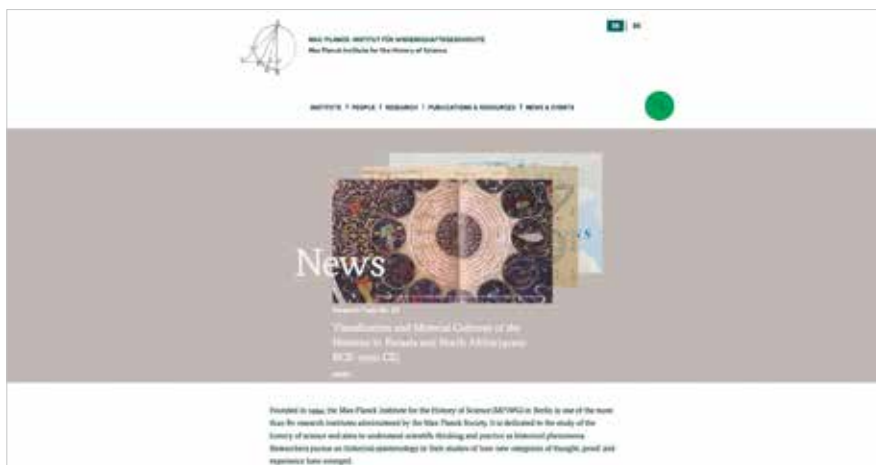 MAX PLANCK INSTITUT FÜR WISSENSCHAFTSGESCHICHTE
Max Planck Institute for the History of Science
INSTITUTE PEOPLE RESEARCH PUBLICATIONS & RESOURCES NEWS & EVENTS
News
Visualization and Material Cultures of the
Heavens in Eurasia and North Africa
BCE
MORE
Founded in 1994, the Max Planck Institute for the History of Science (MPIWG) in Berlin is one of the more
than 80 research institutes administered by the Max Planck Society. It is dedicated to the study of the
history of science and aims to understand scientific thinking and practice as historical phenomena.
Researchers pursue an historical epistemology in their studies of how new categories of thought, proof, and
experience have emerged.